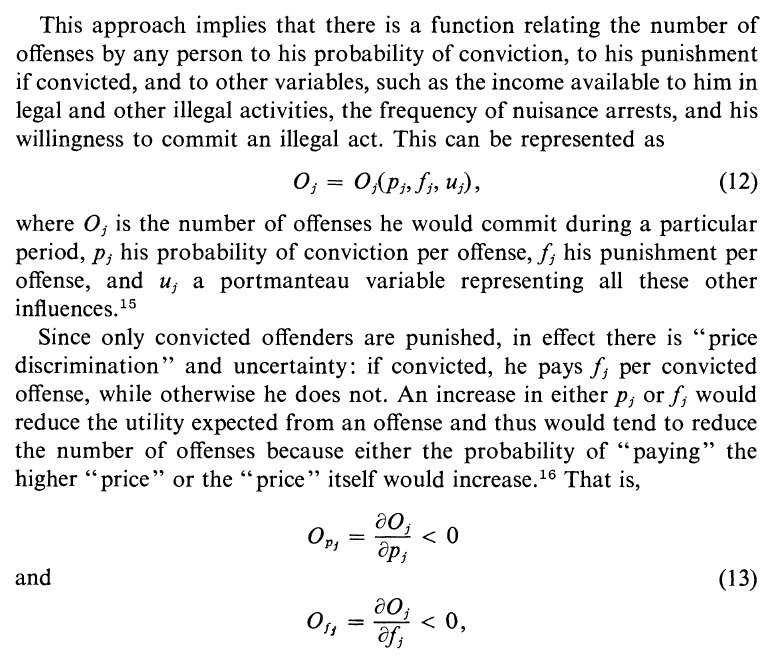 This approach implies that there is a function relating the number of
offenses by any person to his probability of conviction, to his punishment
if convicted, and to other variables, such as the income available to him in
legal and other illegal activities, the frequency of nuisance arrests, and his
willingness to commit an illegal act. This can be represented as
O_j = O_j(p_j, f_j, u_j), (12)
where O_j is the number of offenses he would commit during a particular
period, p_j his probability of conviction per offense, f_j his punishment per
offense, and u_j a portmanteau variable representing all these other
influences.¹⁵
Since only convicted offenders are punished, in effect there is “price
discrimination” and uncertainty: if convicted, he pays f_j per convicted
offense, while otherwise he does not. An increase in either p_j or f_j would
reduce the utility expected from an offense and thus would tend to reduce
the number of offenses because either the probability of “paying” the
higher “price” or the “price” itself would increase.¹⁶ That is,
O_{p_j} = ∂O_j/∂p_j < 0
and (13)
O_{f_j} = ∂O_j/∂f_j < 0,